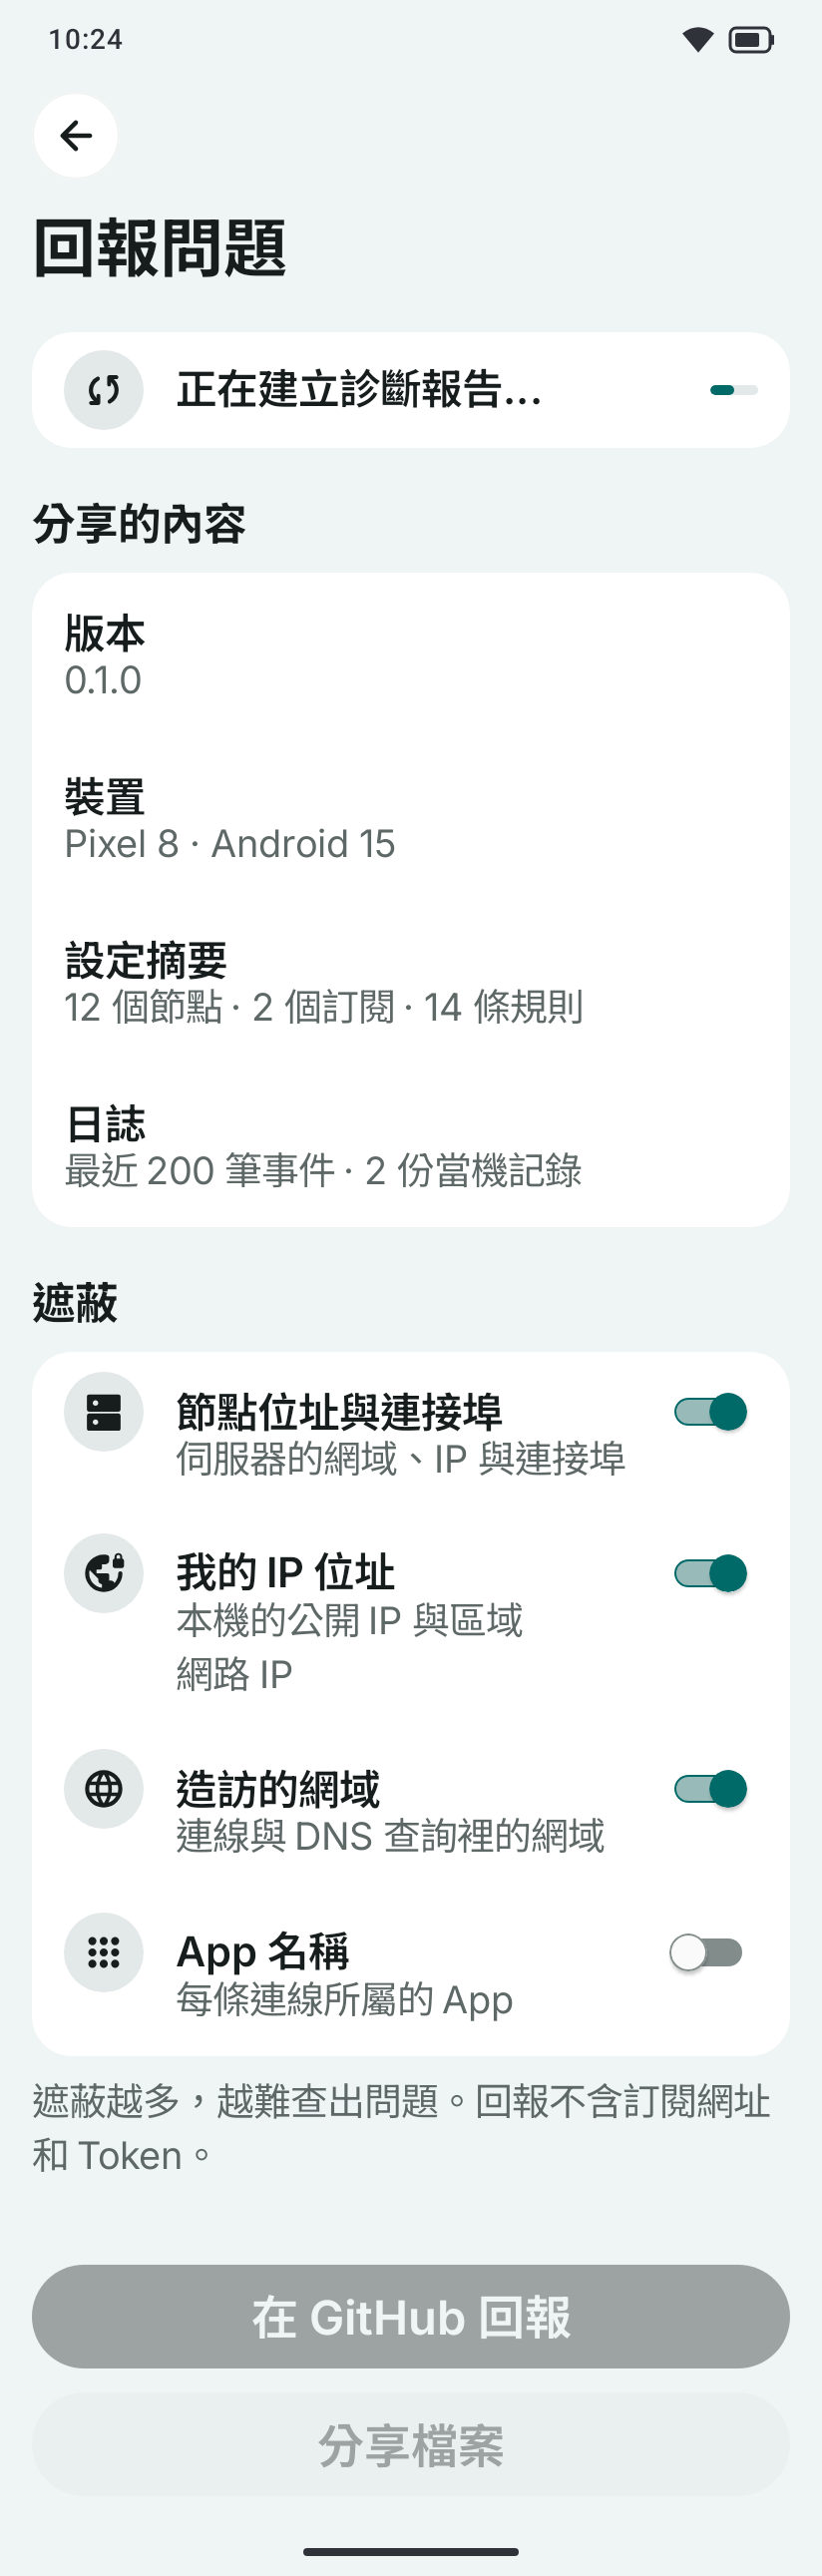 10:24
回報問題
正在建立診斷報告...
分享的內容
版本
0.1.0
裝置
Pixel 8 · Android 15
設定摘要
12 個節點 · 2 個訂閱 · 14 條規則
日誌
最近 200 筆事件 · 2 份當機記錄
遮蔽
節點位址與連接埠
伺服器的網域、IP 與連接埠
我的 IP 位址
本機的公開 IP 與區域
網路 IP
造訪的網域
連線與 DNS 查詢裡的網域
App 名稱
每條連線所屬的 App
遮蔽越多，越難查出問題。回報不含訂閱網址
和 Token。
在 GitHub 回報
分享檔案